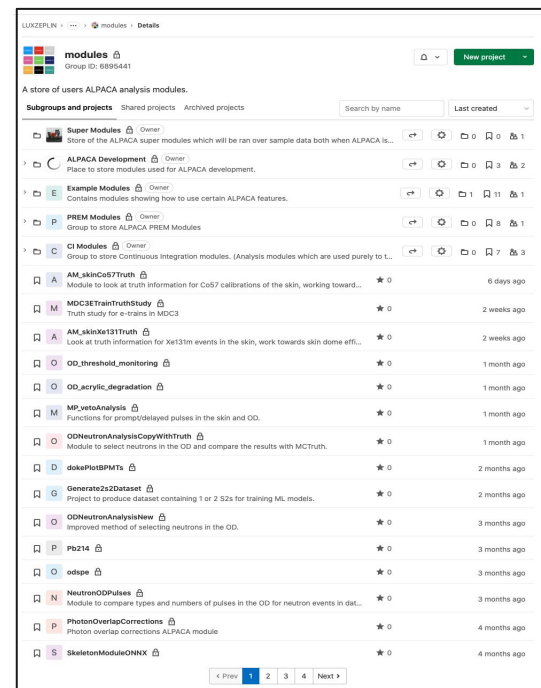 LUXZEPLIN › ... › modules › Details
modules
Group ID: 6895441
New project
A store of users ALPACA analysis modules.
Subgroups and projects Shared projects Archived projects Search by name Last created
Super Modules Owner
Store of the ALPACA super modules which will be ran over sample data both when ALPACA is... 0 0 1
ALPACA Development Owner
Place to store modules used for ALPACA development. 0 3 2
E Example Modules Owner
Contains modules showing how to use certain ALPACA features. 1 11 1
P PREM Modules Owner
Group to store ALPACA PREM Modules 0 8 1
C CI Modules Owner
Group to store Continuous Integration modules. (Analysis modules which are used purely to t... 0 7 3
A AM_skinCo57Truth
Module to look at truth information for Co57 calibrations of the skin, working toward... 0 6 days ago
M MDC3ETrainTruthStudy
Truth study for e-trains in MDC3 0 2 weeks ago
A AM_skinXe131Truth
Look at truth information for Xe131m events in the skin, work towards skin dome effi... 0 2 weeks ago
O OD_threshold_monitoring 0 1 month ago
O OD_acrylic_degradation 0 1 month ago
M MP_vetoAnalysis
Functions for prompt/delayed pulses in the skin and OD. 0 1 month ago
O ODNeutronAnalysisCopyWithTruth
Module to select neutrons in the OD and compare the results with MCTruth. 0 1 month ago
D dokePlotBPMTs 0 2 months ago
G Generate2s2Dataset
Project to produce dataset containing 1 or 2 S2s for training ML models. 0 2 months ago
O ODNeutronAnalysisNew
Improved method of selecting neutrons in the OD. 0 3 months ago
P Pb214 0 3 months ago
O odspe 0 3 months ago
N NeutronODPulses
Module to compare types and numbers of pulses in the OD for neutron events in dat... 0 3 months ago
P PhotonOverlapCorrections
Photon overlap corrections ALPACA module 0 4 months ago
S SkeletonModuleONNX 0 4 months ago
‹ Prev 1 2 3 4 Next ›